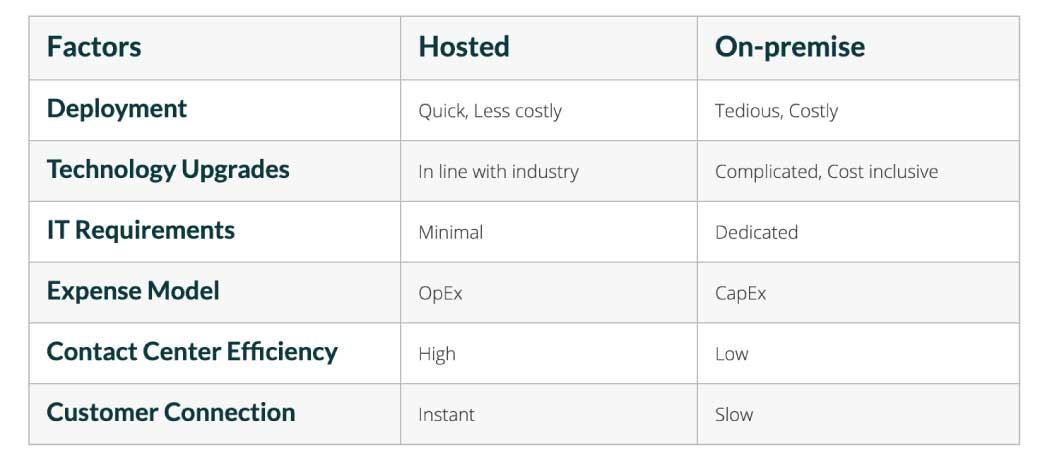 Factors Hosted On-premise
Deployment Quick, Less costly Tedious, Costly
Technology Upgrades In line with industry Complicated, Cost inclusive
IT Requirements Minimal Dedicated
Expense Model OpEx CapEx
Contact Center Efficiency High Low
Customer Connection Instant Slow